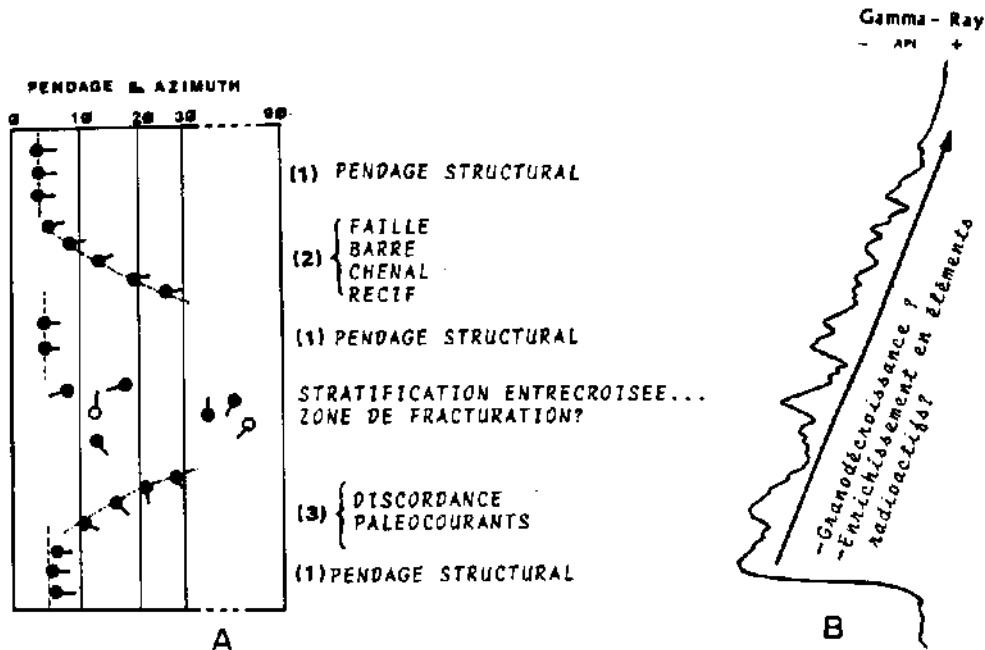 PENDAGE & AZIMUTH
0 10 20 30 90
(1) PENDAGE STRUCTURAL
(2) FAILLE
BARRE
CHENAL
RECIF
(1) PENDAGE STRUCTURAL
STRATIFICATION ENTRECROISEE...
ZONE DE FRACTURATION?
(3) DISCORDANCE
PALEOCOURANTS
(1) PENDAGE STRUCTURAL
A
Gamma-Ray
- API +
-Granodécroissance ?
-Enrichissement en éléments
radioactifs?
B